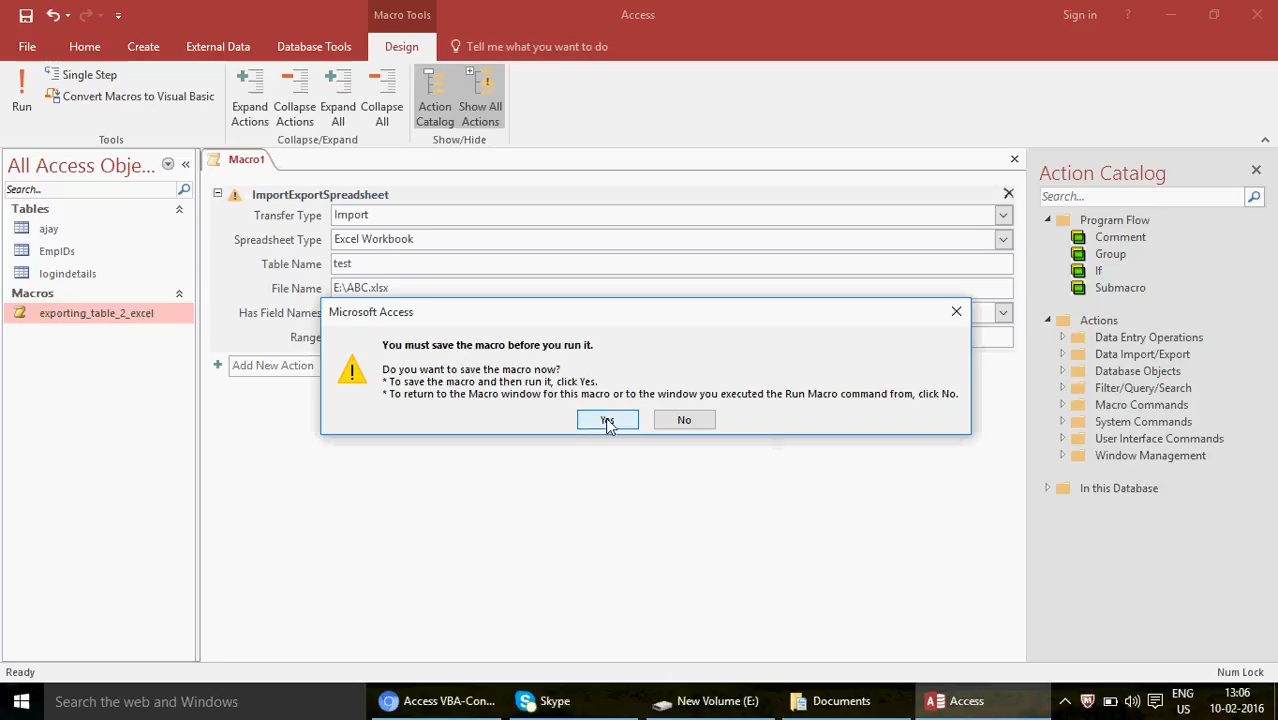 Macro Tools
Access
Sign in
?
File
Home
Create
External Data
Database Tools
Design
Tell me what you want to do
Run
Single Step
Convert Macros to Visual Basic
Expand Actions
Collapse Actions
Expand All
Collapse All
Action Catalog
Show All Actions
Tools
Collapse/Expand
Show/Hide
All Access Obje...
Search...
Tables
ajay
EmpIDs
logindetails
Macros
exporting_table_2_excel
Macro1
ImportExportSpreadsheet
Transfer Type
Import
Spreadsheet Type
Excel Workbook
Table Name
test
File Name
E:\ABC.xlsx
Has Field Names
Range
Add New Action
Microsoft Access
You must save the macro before you run it.
Do you want to save the macro now?
* To save the macro and then run it, click Yes.
* To return to the Macro window for this macro or to the window you executed the Run Macro command from, click No.
Yes
No
Action Catalog
Search...
Program Flow
Comment
Group
If
Submacro
Actions
Data Entry Operations
Data Import/Export
Database Objects
Filter/Query/Search
Macro Commands
System Commands
User Interface Commands
Window Management
In this Database
Ready
Num Lock
Search the web and Windows
Access VBA-Con...
Skype
New Volume (E:)
Documents
Access
ENG
US
13:06
10-02-2016